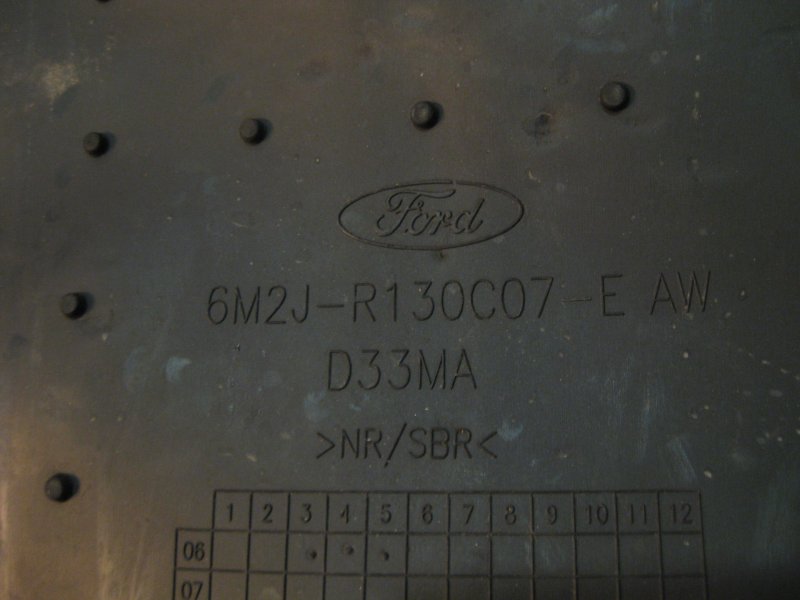 Ford
6M2J-R130C07-E AW
D33MA
>NR/SBR<
1 2 3 4 5 6 7 8 9 10 11 12
06
07